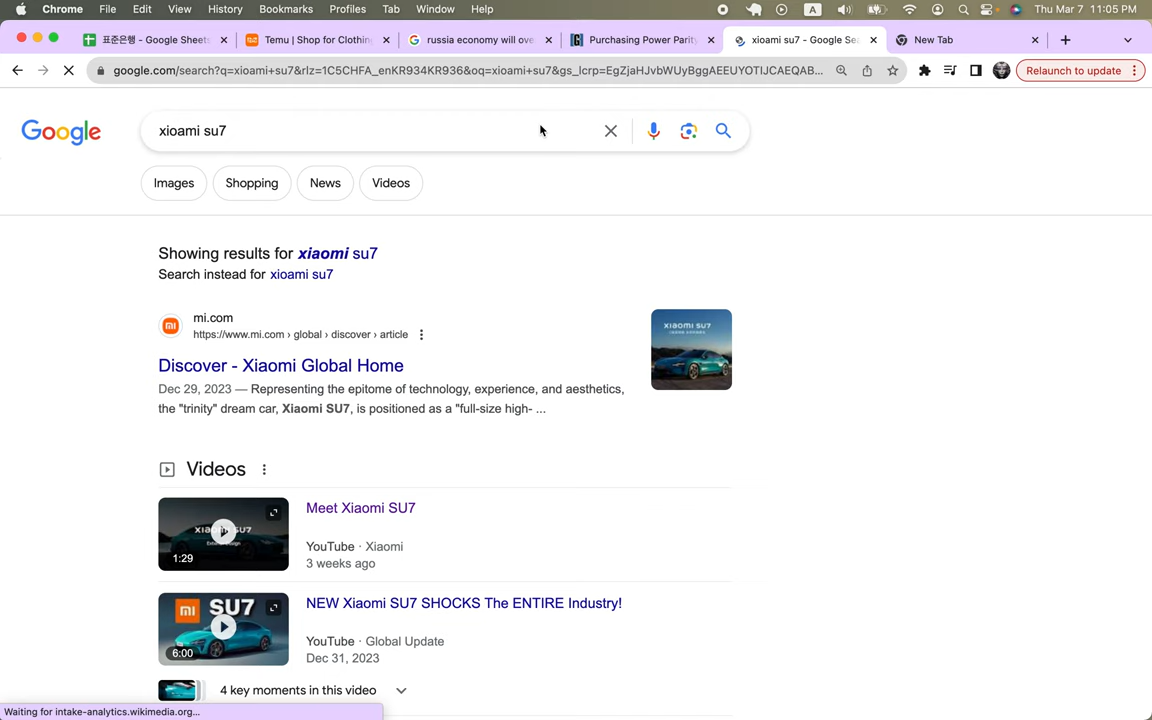 Chrome File Edit View History Bookmarks Profiles Tab Window Help A Thu Mar 7 11:05 PM
표준은행 - Google Sheets Temu | Shop for Clothing russia economy will ove Purchasing Power Parity xioami su7 - Google Sea New Tab
google.com/search?q=xioami+su7&rlz=1C5CHFA_enKR934KR936&oq=xioami+su7&gs_lcrp=EgZjaHJvbWUyBggAEEUYOTIJCAEQAB... Relaunch to update
Google xioami su7
Images Shopping News Videos
Showing results for xiaomi su7
Search instead for xioami su7
mi.com
https://www.mi.com › global › discover › article
Discover - Xiaomi Global Home
Dec 29, 2023 — Representing the epitome of technology, experience, and aesthetics,
the "trinity" dream car, Xiaomi SU7, is positioned as a "full-size high- ...
XIAOMI SU7
Videos
Meet Xiaomi SU7
XIAOMI SU7
1:29
YouTube · Xiaomi
3 weeks ago
NEW Xiaomi SU7 SHOCKS The ENTIRE Industry!
SU7
6:00
YouTube · Global Update
Dec 31, 2023
4 key moments in this video
Waiting for intake-analytics.wikimedia.org...